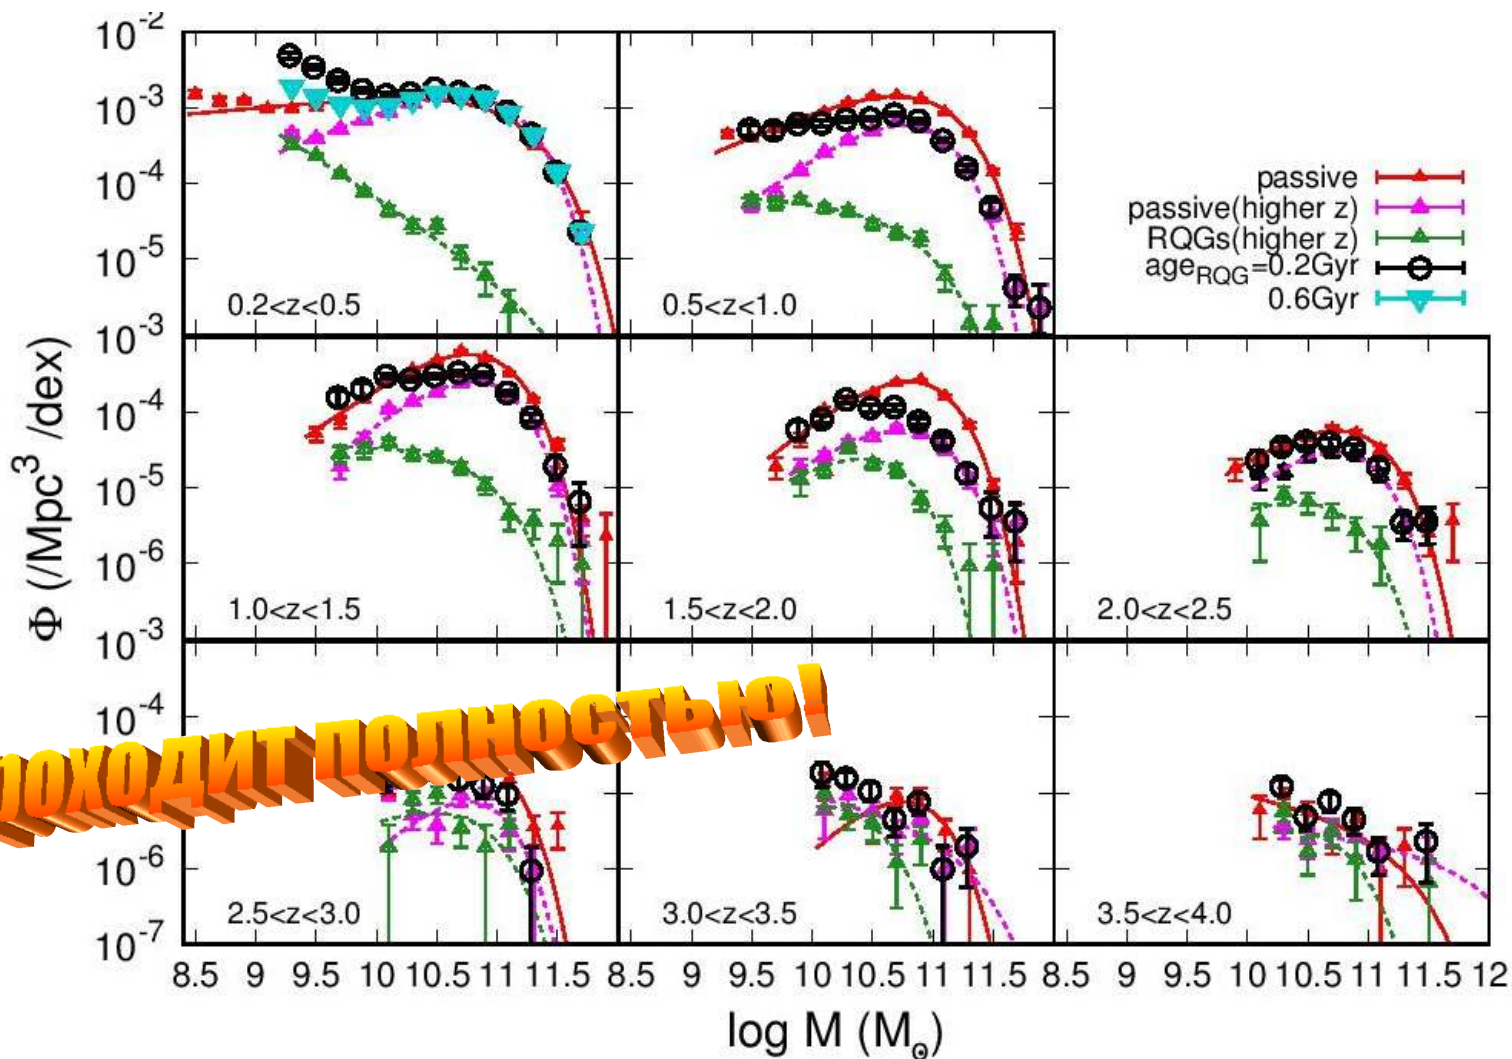 10^-2
10^-3
10^-4
10^-5
10^-3
0.2<z<0.5
0.5<z<1.0
passive
passive(higher z)
RQGs(higher z)
age_RQG=0.2Gyr
0.6Gyr
10^-3
10^-4
10^-5
10^-6
10^-3
1.0<z<1.5
1.5<z<2.0
2.0<z<2.5
Φ (/Mpc³ /dex)
10^-3
10^-4
10^-6
10^-7
ПОЛНОСТЬЮ!
2.5<z<3.0
3.0<z<3.5
3.5<z<4.0
8.5 9 9.5 10 10.5 11 11.5 8.5 9 9.5 10 10.5 11 11.5 8.5 9 9.5 10 10.5 11 11.5 12
log M (M⊙)